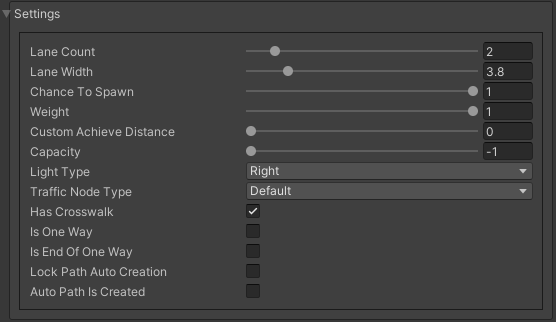 Settings
Lane Count 2
Lane Width 3.8
Chance To Spawn 1
Weight 1
Custom Achieve Distance 0
Capacity -1
Light Type Right
Traffic Node Type Default
Has Crosswalk
Is One Way
Is End Of One Way
Lock Path Auto Creation
Auto Path Is Created